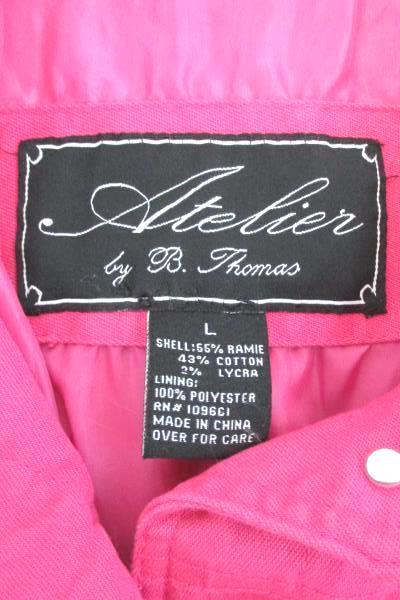 Atelier
by B. Thomas
L
SHELL:55% RAMIE
43% COTTON
2% LYCRA
LINING:
100% POLYESTER
RN# 109661
MADE IN CHINA
OVER FOR CARE